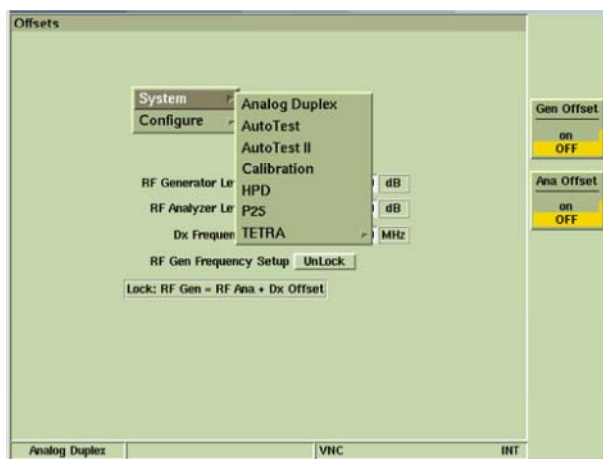 Offsets
System
Configure
Analog Duplex
AutoTest
AutoTest II
Calibration
HPD
P25
TETRA
RF Generator Le
dB
RF Analyzer Le
dB
Dx Frequen
MHz
RF Gen Frequency Setup UnLock
Lock: RF Gen = RF Ana + Dx Offset
Gen Offset
on
OFF
Ana Offset
on
OFF
Analog Duplex VNC INT